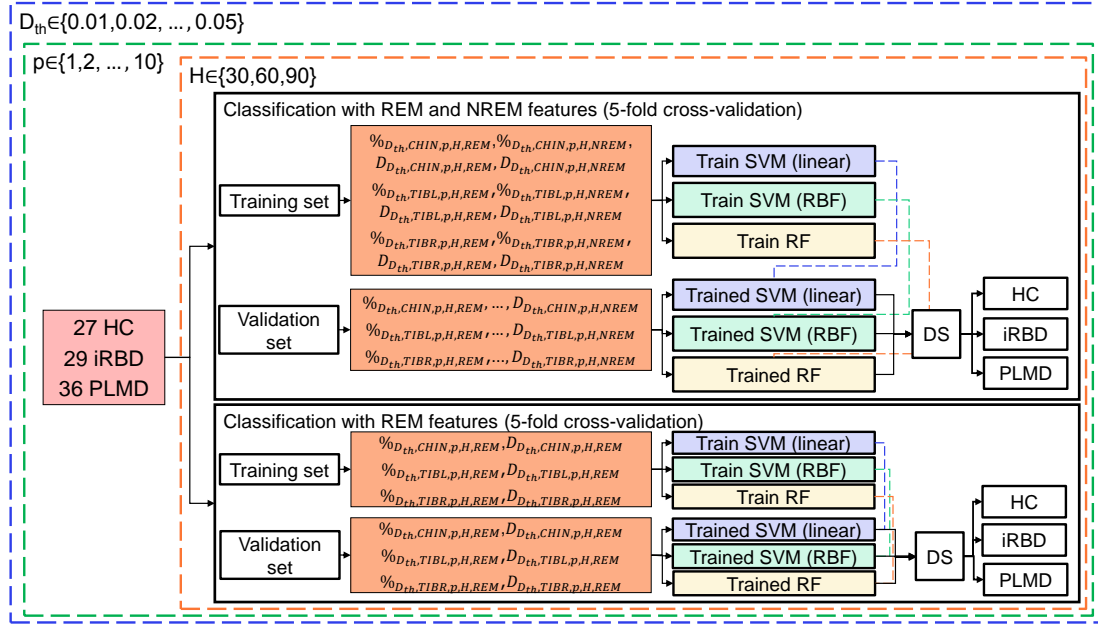 D_th∈{0.01,0.02, ..., 0.05}
p∈{1,2, ..., 10}
H∈{30,60,90}
27 HC
29 iRBD
36 PLMD
Classification with REM and NREM features (5-fold cross-validation)
Training set
%_{D_th,CHIN,p,H,REM},%_{D_th,CHIN,p,H,NREM},
D_{D_th,CHIN,p,H,REM}, D_{D_th,CHIN,p,H,NREM}
%_{D_th,TIBL,p,H,REM},%_{D_th,TIBL,p,H,NREM},
D_{D_th,TIBL,p,H,REM}, D_{D_th,TIBL,p,H,NREM}
%_{D_th,TIBR,p,H,REM},%_{D_th,TIBR,p,H,NREM},
D_{D_th,TIBR,p,H,REM}, D_{D_th,TIBR,p,H,NREM}
Train SVM (linear)
Train SVM (RBF)
Train RF
Validation
set
%_{D_th,CHIN,p,H,REM}, ..., D_{D_th,CHIN,p,H,NREM}
%_{D_th,TIBL,p,H,REM}, ..., D_{D_th,TIBL,p,H,NREM}
%_{D_th,TIBR,p,H,REM}, ..., D_{D_th,TIBR,p,H,NREM}
Trained SVM (linear)
Trained SVM (RBF)
Trained RF
DS
HC
iRBD
PLMD
Classification with REM features (5-fold cross-validation)
Training set
%_{D_th,CHIN,p,H,REM},D_{D_th,CHIN,p,H,REM}
%_{D_th,TIBL,p,H,REM},D_{D_th,TIBL,p,H,REM}
%_{D_th,TIBR,p,H,REM},D_{D_th,TIBR,p,H,REM}
Train SVM (linear)
Train SVM (RBF)
Train RF
Validation
set
%_{D_th,CHIN,p,H,REM},D_{D_th,CHIN,p,H,REM}
%_{D_th,TIBL,p,H,REM},D_{D_th,TIBL,p,H,REM}
%_{D_th,TIBR,p,H,REM},D_{D_th,TIBR,p,H,REM}
Trained SVM (linear)
Trained SVM (RBF)
Trained RF
DS
HC
iRBD
PLMD